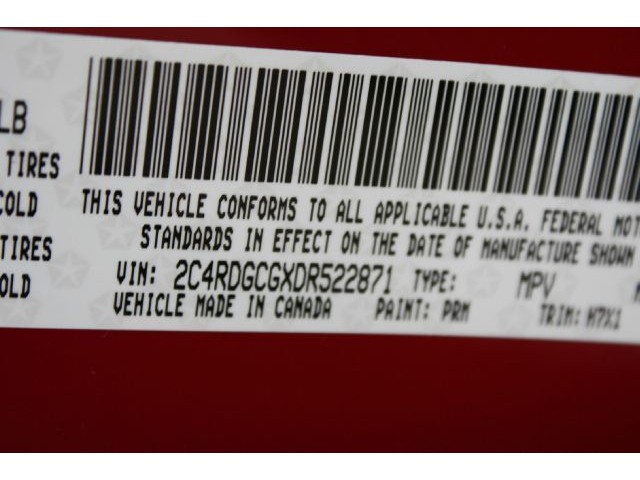 LB
TIRES
COLD
TIRES
OLD
THIS VEHICLE CONFORMS TO ALL APPLICABLE U.S.A. FEDERAL MOT
STANDARDS IN EFFECT ON THE DATE OF MANUFACTURE SHOWN
VIN: 2C4RDGCGXDR522871 TYPE: MPV
VEHICLE MADE IN CANADA PAINT: PRM TRIM: H7X1